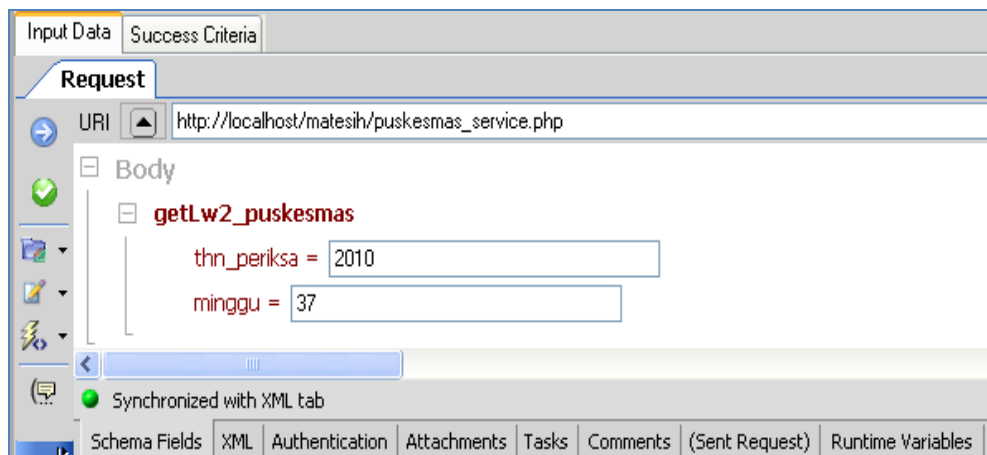 Input Data Success Criteria
Request
URI http://localhost/matesih/puskesmas_service.php
Body
getLw2_puskesmas
thn_periksa = 2010
minggu = 37
Synchronized with XML tab
Schema Fields XML Authentication Attachments Tasks Comments (Sent Request) Runtime Variables